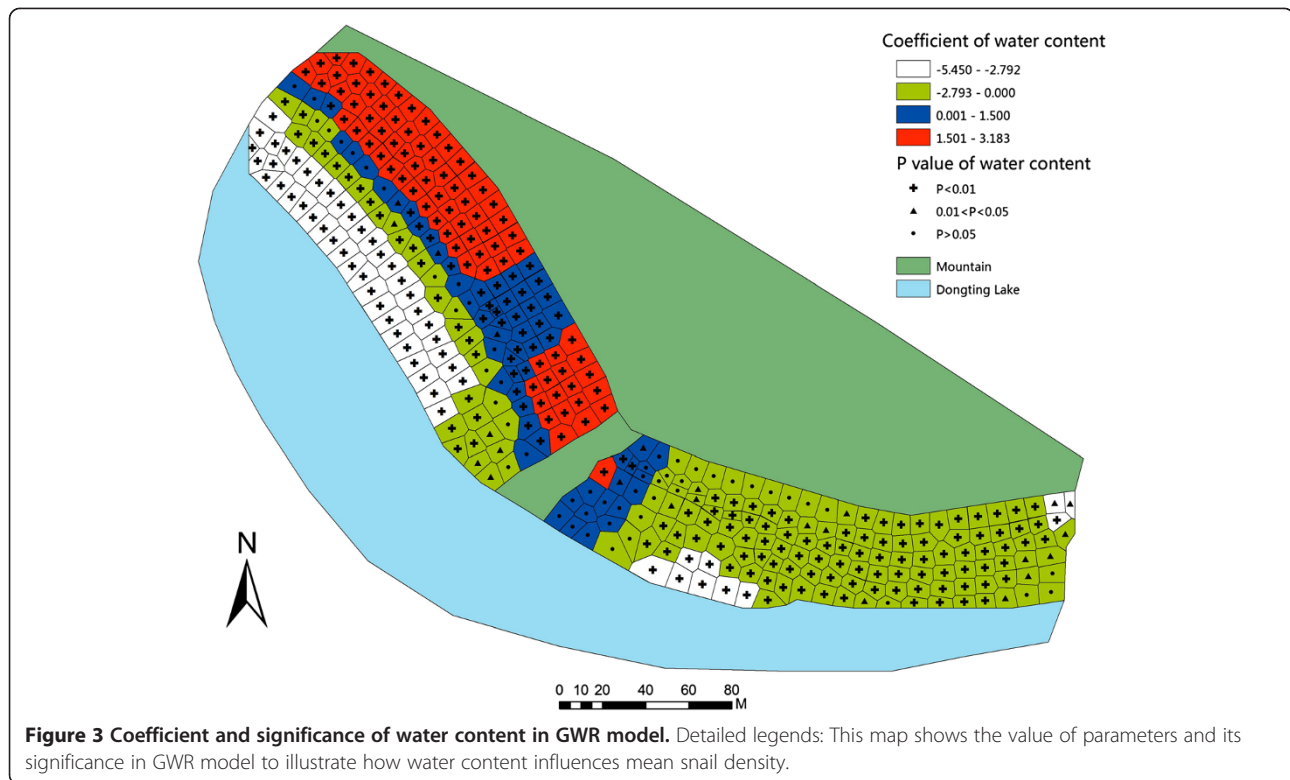 Coefficient of water content
-5.450 - -2.792
-2.793 - 0.000
0.001 - 1.500
1.501 - 3.183
P value of water content
P<0.01
0.01<P<0.05
P>0.05
Mountain
Dongting Lake
N
0 10 20 40 60 80
M
Figure 3 Coefficient and significance of water content in GWR model. Detailed legends: This map shows the value of parameters and its
significance in GWR model to illustrate how water content influences mean snail density.